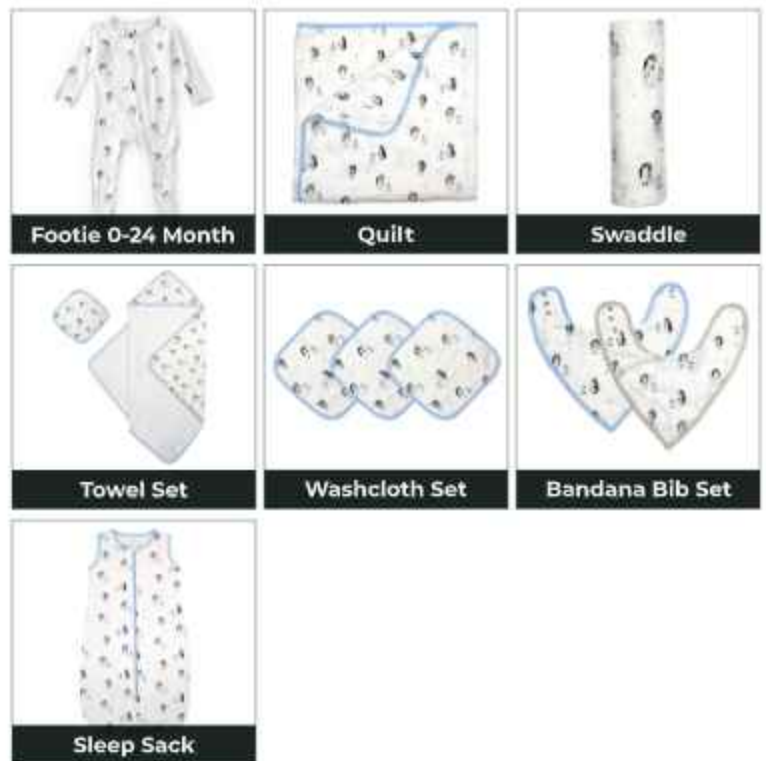 Footie 0-24 Month
Quilt
Swaddle
Towel Set
Washcloth Set
Bandana Bib Set
Sleep Sack